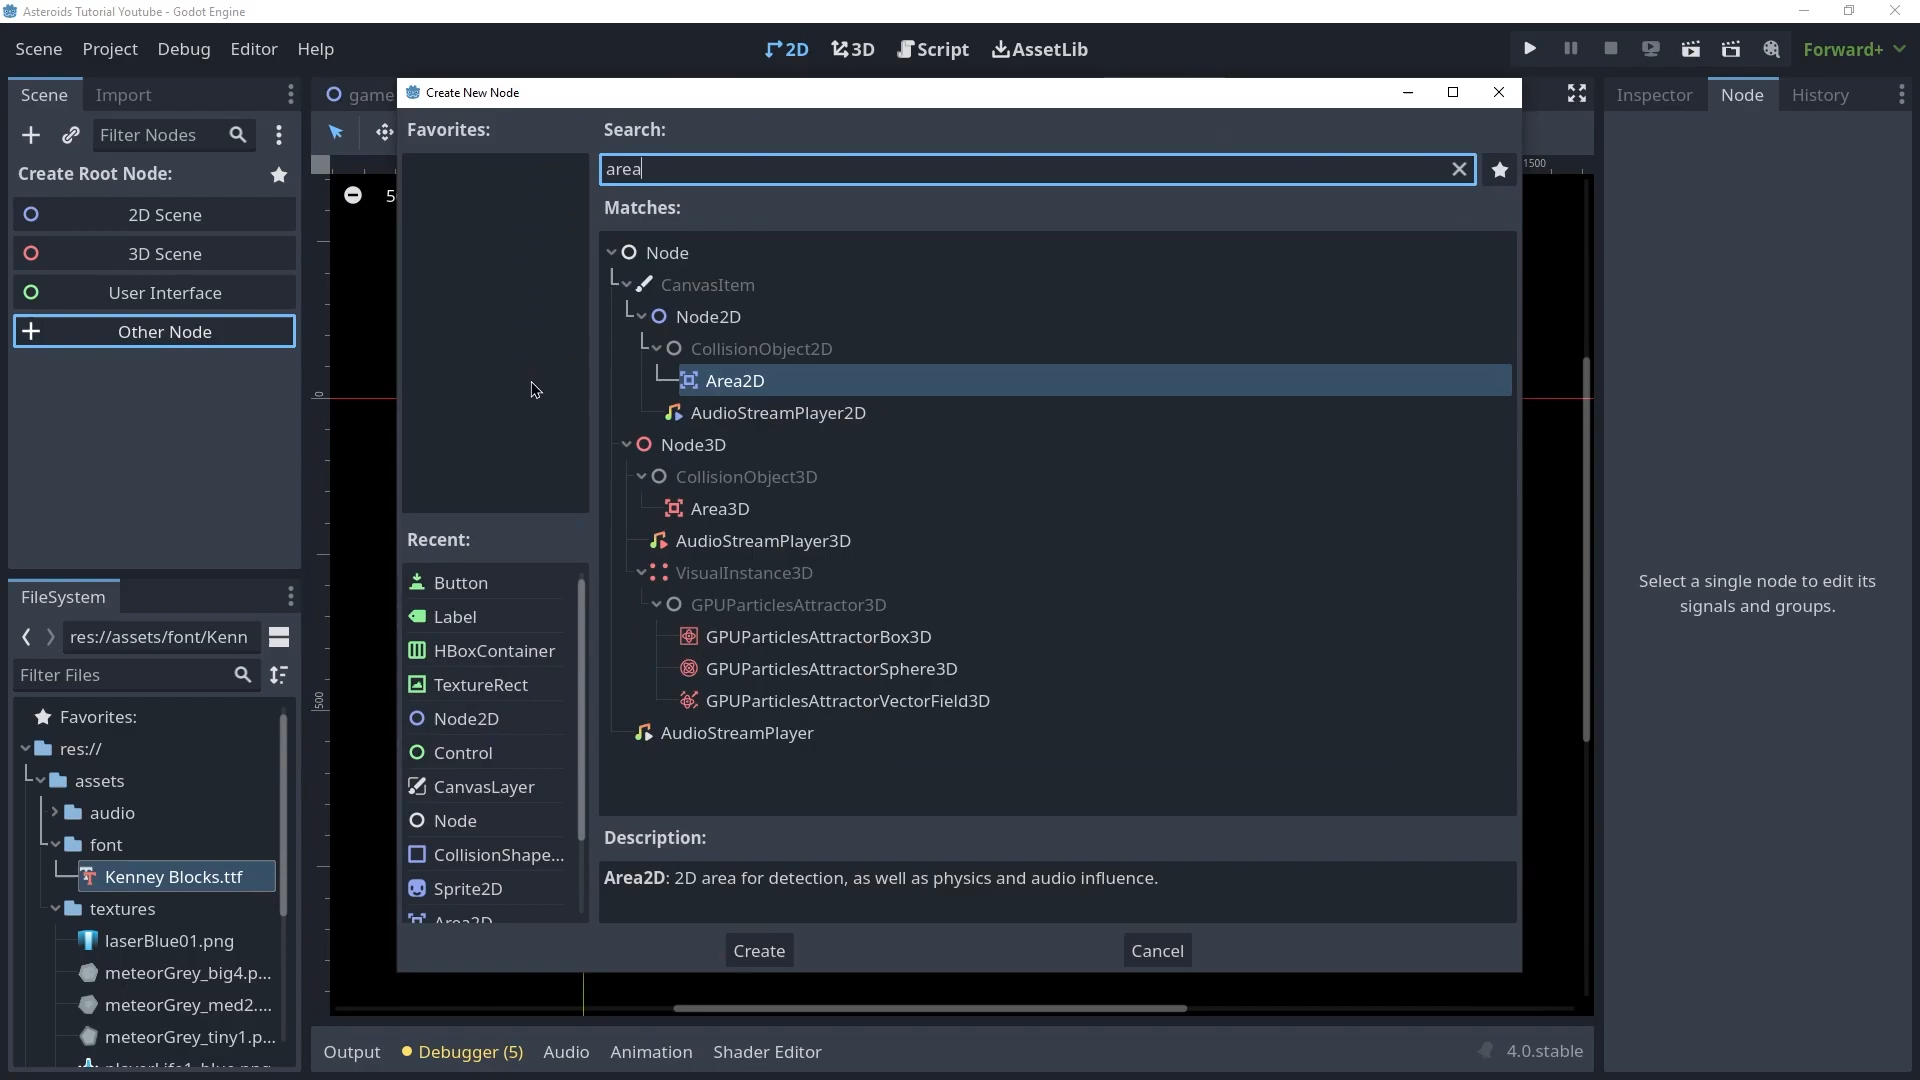 Asteroids Tutorial Youtube - Godot Engine
Scene Project Debug Editor Help
2D 3D Script AssetLib
Forward+
Scene Import
Filter Nodes
Create Root Node:
2D Scene
3D Scene
User Interface
Other Node
FileSystem
res://assets/font/Kenn
Filter Files
Favorites:
res://
assets
audio
font
Kenney Blocks.ttf
textures
laserBlue01.png
meteorGrey_big4.p...
meteorGrey_med2....
meteorGrey_tiny1.p...
playerLife1_blue.png
game
5
0
500
1500
Create New Node
Favorites:
Recent:
Button
Label
HBoxContainer
TextureRect
Node2D
Control
CanvasLayer
Node
CollisionShape...
Sprite2D
Area2D
Search:
area
Matches:
Node
CanvasItem
Node2D
CollisionObject2D
Area2D
AudioStreamPlayer2D
Node3D
CollisionObject3D
Area3D
AudioStreamPlayer3D
VisualInstance3D
GPUParticlesAttractor3D
GPUParticlesAttractorBox3D
GPUParticlesAttractorSphere3D
GPUParticlesAttractorVectorField3D
AudioStreamPlayer
Description:
Area2D: 2D area for detection, as well as physics and audio influence.
Create Cancel
Output Debugger (5) Audio Animation Shader Editor
4.0.stable
Inspector Node History
Select a single node to edit its
signals and groups.